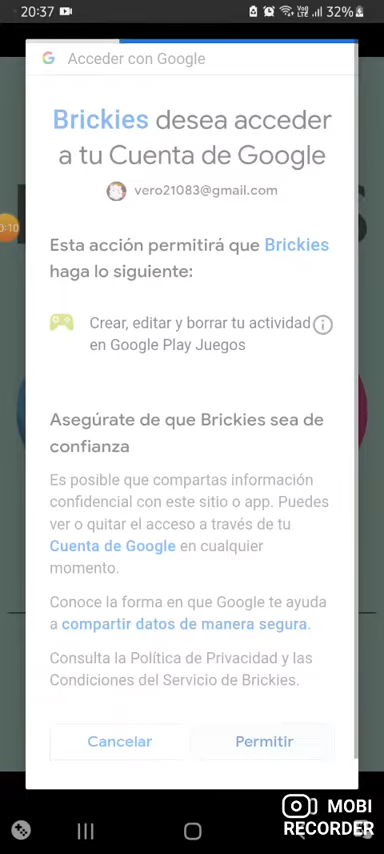 20:37
Vo))
LTE
32%
Acceder con Google
Brickies desea acceder
a tu Cuenta de Google
vero21083@gmail.com
0:10
Esta acción permitirá que Brickies
haga lo siguiente:
Crear, editar y borrar tu actividad
en Google Play Juegos
Asegúrate de que Brickies sea de
confianza
Es posible que compartas información
confidencial con este sitio o app. Puedes
ver o quitar el acceso a través de tu
Cuenta de Google en cualquier
momento.
Conoce la forma en que Google te ayuda
a compartir datos de manera segura.
Consulta la Política de Privacidad y las
Condiciones del Servicio de Brickies.
Cancelar
Permitir
MOBI
RECORDER